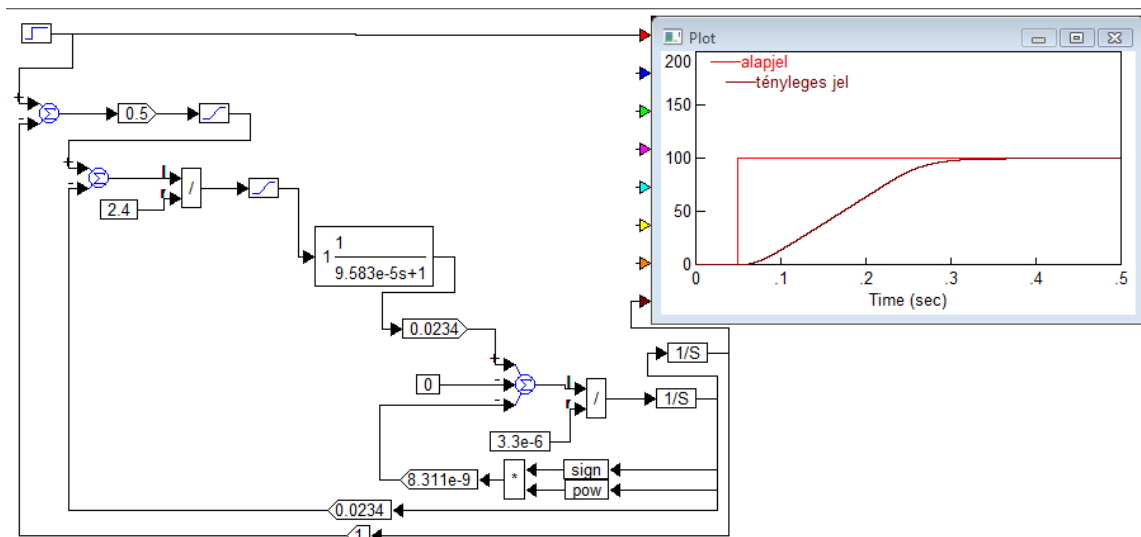 Plot
200
150
100
50
0
alapjel
tényleges jel
0
.1
.2
.3
.4
.5
Time (sec)
+
-
Σ
0.5
+
-
Σ
l
r
/
2.4
1
1
9.583e-5s+1
0.0234
+
-
-
Σ
0
l
r
/
3.3e-6
1/S
1/S
sign
pow
*
8.311e-9
0.0234
1